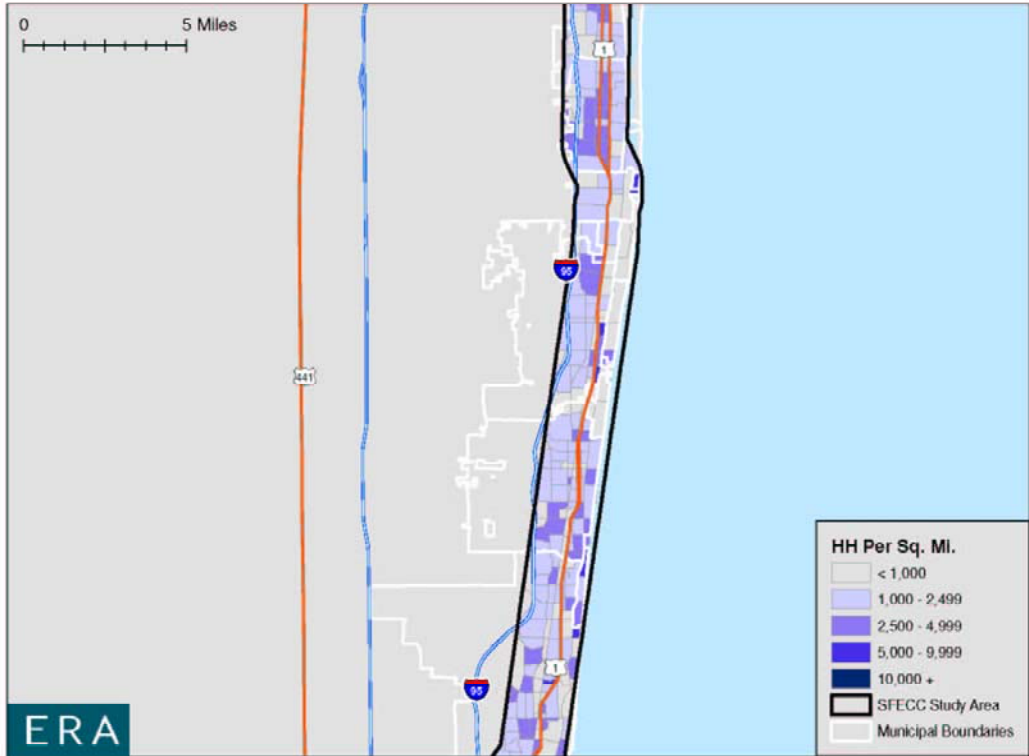 0 5 Miles
1
95
441
1
95
HH Per Sq. Mi.
< 1,000
1,000 - 2,499
2,500 - 4,999
5,000 - 9,999
10,000 +
SFECC Study Area
Municipal Boundaries
ERA